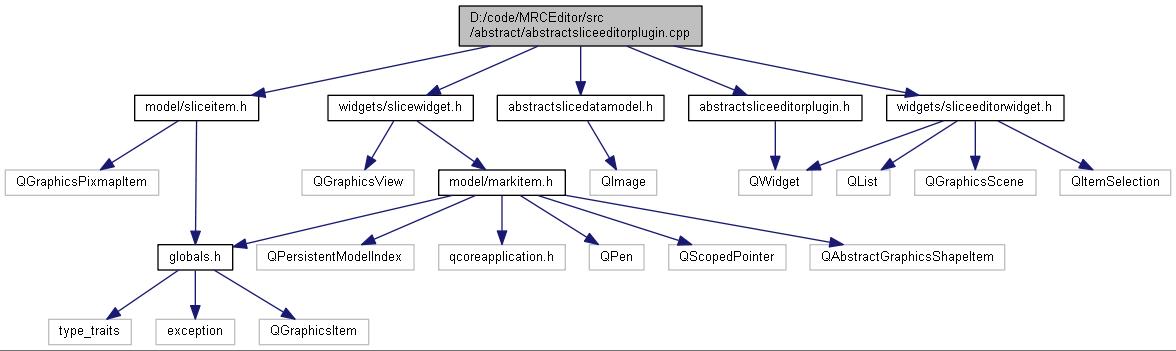 D:/code/MRCEditor/src
/abstract/abstractsliceeditorplugin.cpp
model/sliceitem.h
widgets/slicewidget.h
abstractslicedatamodel.h
abstractsliceeditorplugin.h
widgets/sliceeditorwidget.h
QGraphicsPixmapItem
QGraphicsView
model/markitem.h
QImage
QWidget
QList
QGraphicsScene
QItemSelection
globals.h
QPersistentModelIndex
qcoreapplication.h
QPen
QScopedPointer
QAbstractGraphicsShapeItem
type_traits
exception
QGraphicsItem